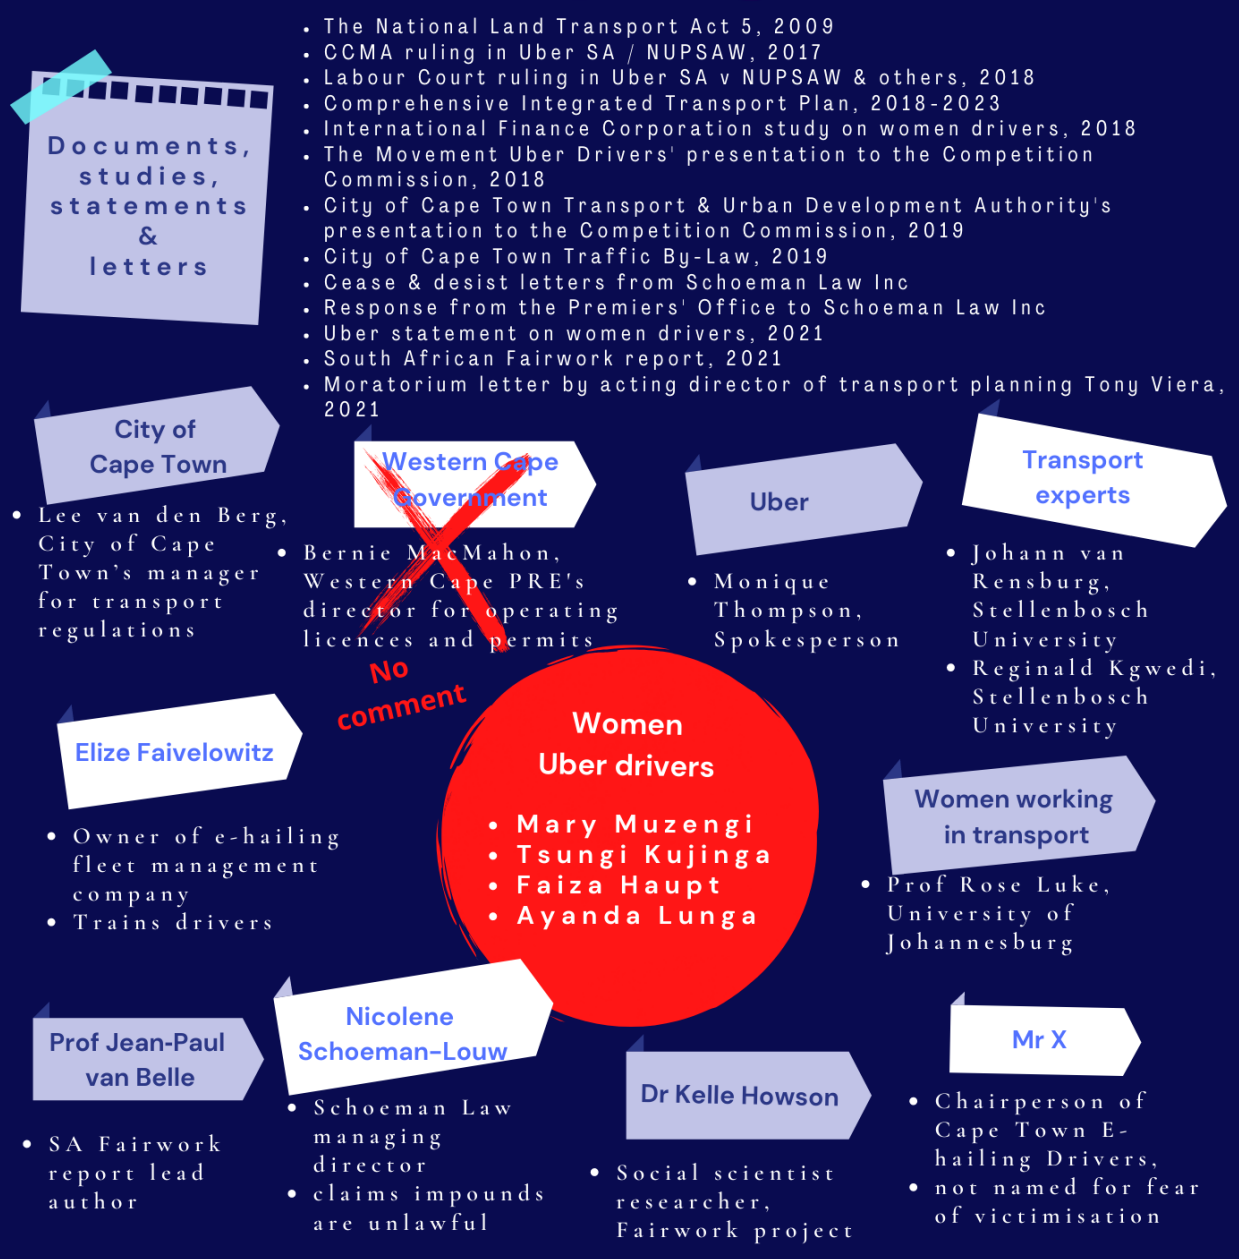 Documents,
studies,
statements
&
letters
• The National Land Transport Act 5, 2009
• CCMA ruling in Uber SA / NUPSAW, 2017
• Labour Court ruling in Uber SA v NUPSAW & others, 2018
• Comprehensive Integrated Transport Plan, 2018-2023
• International Finance Corporation study on women drivers, 2018
• The Movement Uber Drivers' presentation to the Competition
Commission, 2018
• City of Cape Town Transport & Urban Development Authority's
presentation to the Competition Commission, 2019
• City of Cape Town Traffic By-Law, 2019
• Cease & desist letters from Schoeman Law Inc
• Response from the Premiers' Office to Schoeman Law Inc
• Uber statement on women drivers, 2021
• South African Fairwork report, 2021
• Moratorium letter by acting director of transport planning Tony Viera,
2021
City of
Cape Town
• Lee van den Berg,
City of Cape
Town's manager
for transport
regulations
Western Cape
Government
• Bernie MacMahon,
Western Cape PRE's
director for operating
licences and permits
No
comment
Uber
• Monique
Thompson,
Spokesperson
Transport
experts
• Johann van
Rensburg,
Stellenbosch
University
• Reginald Kgwedi,
Stellenbosch
University
Elize Faivelowitz
• Owner of e-hailing
fleet management
company
• Trains drivers
Women
Uber drivers
• Mary Muzengi
• Tsungi Kujinga
• Faiza Haupt
• Ayanda Lunga
Women working
in transport
• Prof Rose Luke,
University of
Johannesburg
Prof Jean-Paul
van Belle
• SA Fairwork
report lead
author
Nicolene
Schoeman-Louw
• Schoeman Law
managing
director
• claims impounds
are unlawful
Dr Kelle Howson
• Social scientist
researcher,
Fairwork project
Mr X
• Chairperson of
Cape Town E-
hailing Drivers,
• not named for fear
of victimisation